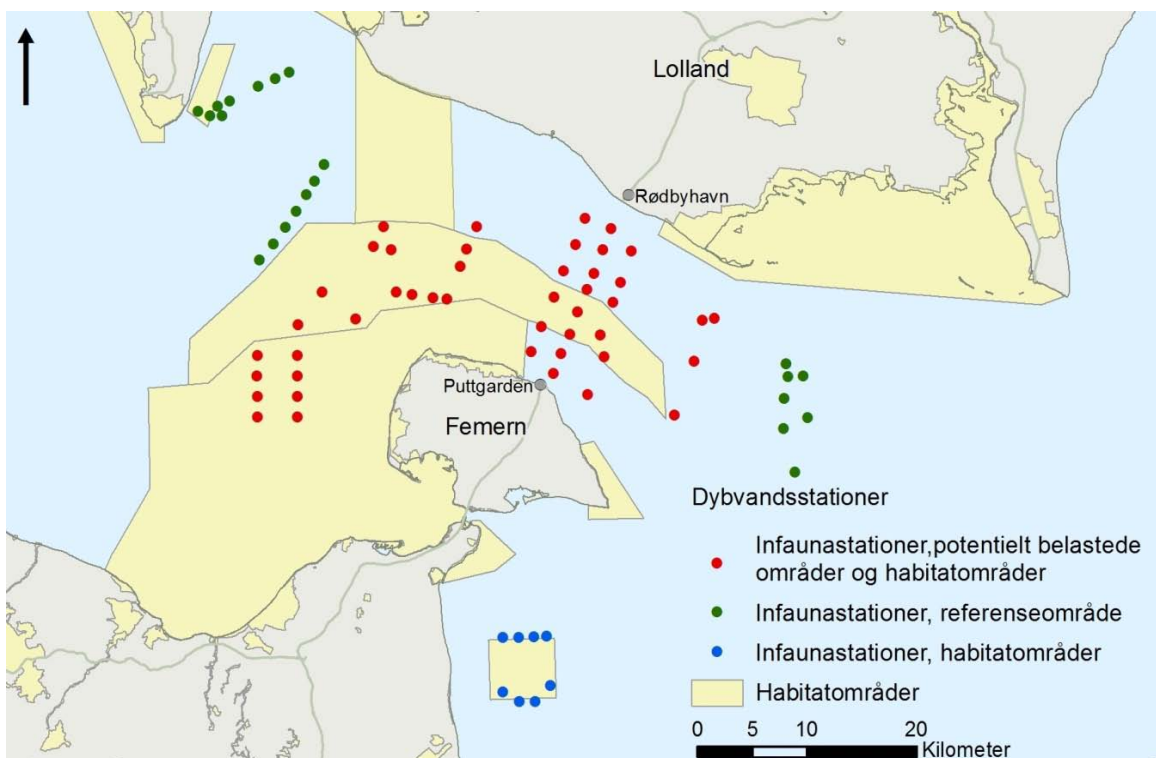 Lolland
Rødbyhavn
Puttgarden
Femern
Dybvandsstationer
Infaunastationer,potentielt belastede
områder og habitatområder
Infaunastationer, referenseområde
Infaunastationer, habitatområder
Habitatområder
0 5 10 20
Kilometer